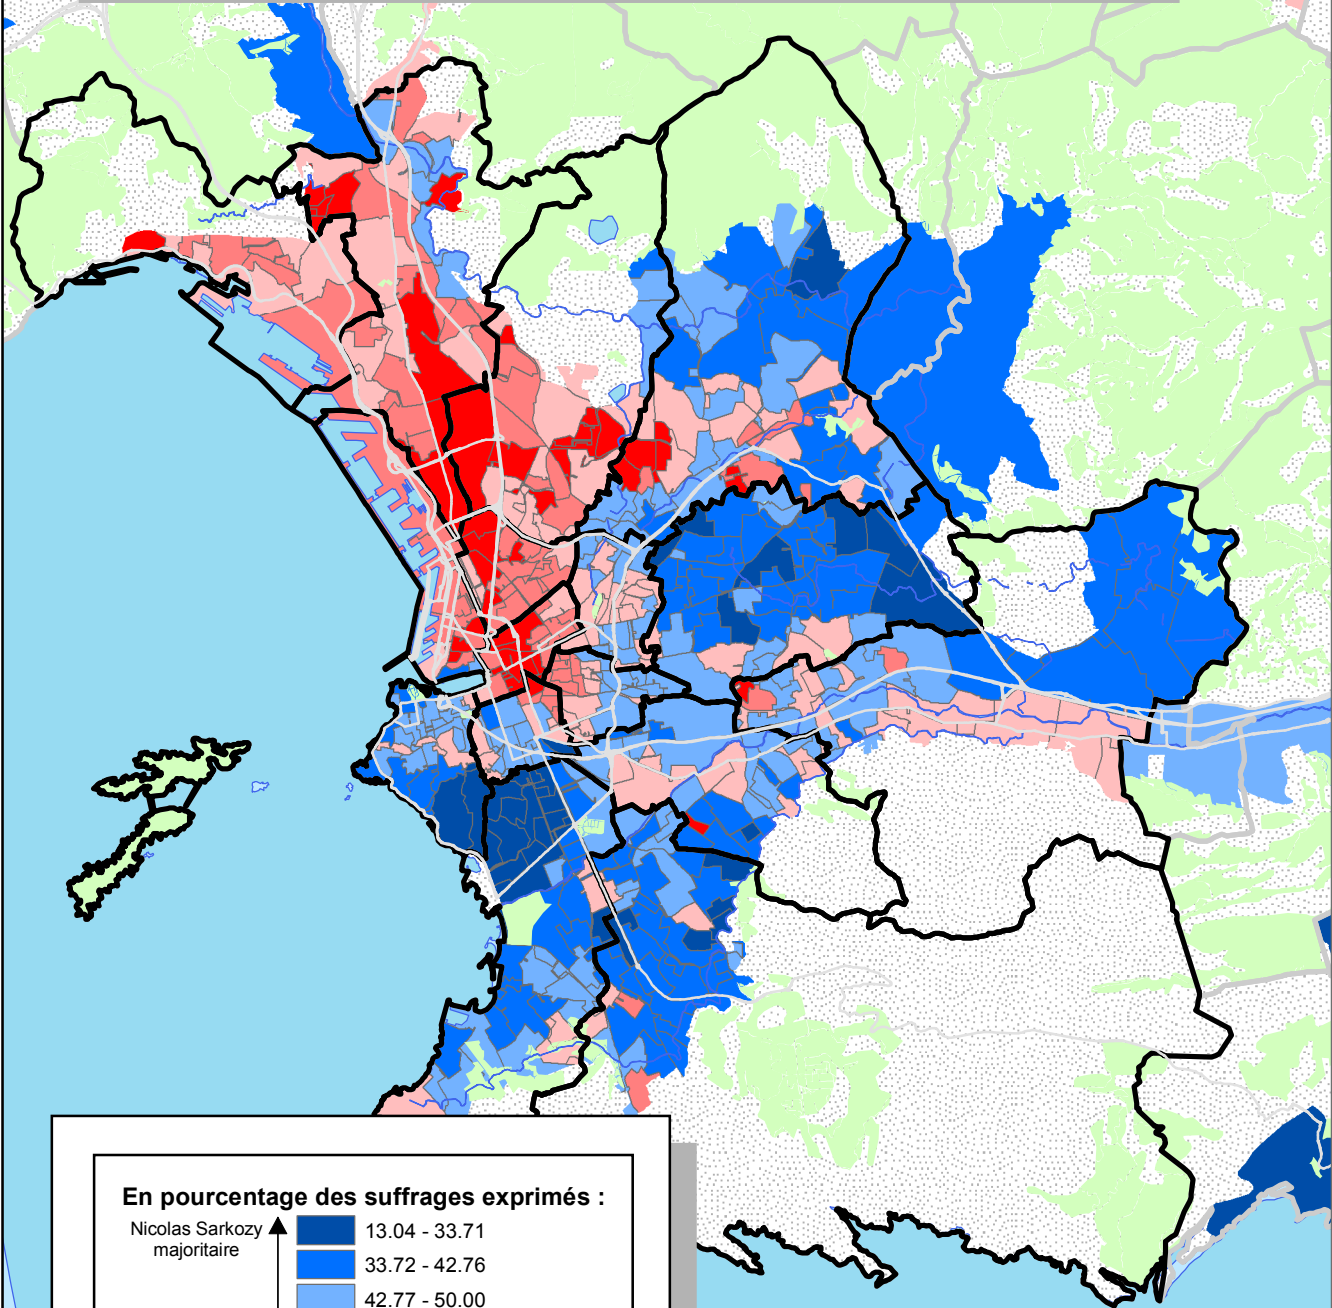 En pourcentage des suffrages exprimés :
Nicolas Sarkozy
majoritaire
13.04 - 33.71
33.72 - 42.76
42.77 - 50.00